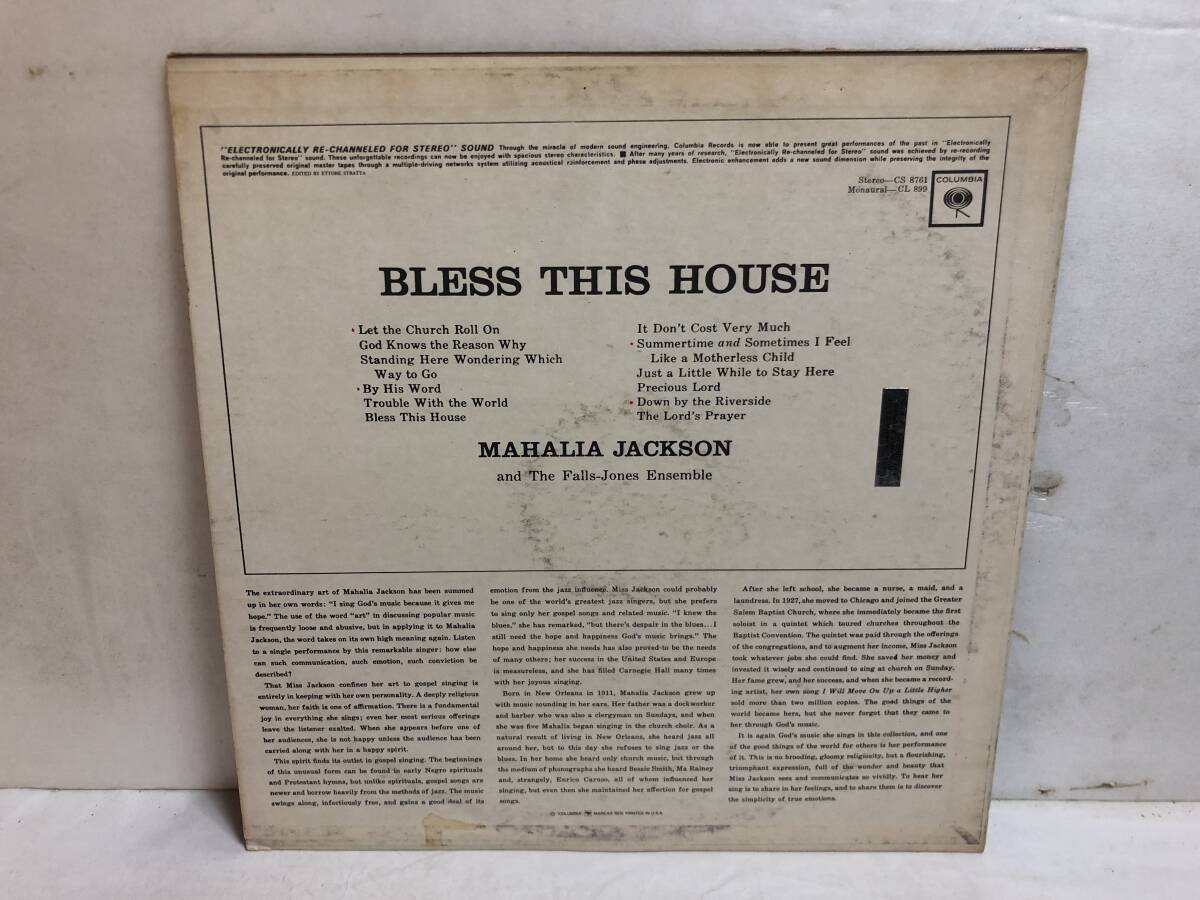 "ELECTRONICALLY RE-CHANNELED FOR STEREO" SOUND Through the miracle of modern sound engineering, Columbia Records is now able to present great performances of the past in "Electronically
Re-channeled for Stereo" sound. These unforgettable recordings can now be enjoyed with spacious stereo characteristics. ■ After many years of research, "Electronically Re-channeled for Stereo" sound was achieved by re-recording
carefully preserved original master tapes through a multiple-driving networks system utilizing acoustical reinforcement and phase adjustments. Electronic enhancement adds a new sound dimension while preserving the integrity of the
original performance. EDITED BY ETTORE STRATTA
Stereo—CS 8761
Monaural—CL 899
COLUMBIA
BLESS THIS HOUSE
Let the Church Roll On
God Knows the Reason Why
Standing Here Wondering Which
Way to Go
By His Word
Trouble With the World
Bless This House
It Don't Cost Very Much
Summertime and Sometimes I Feel
Like a Motherless Child
Just a Little While to Stay Here
Precious Lord
Down by the Riverside
The Lord's Prayer
MAHALIA JACKSON
and The Falls-Jones Ensemble
The extraordinary art of Mahalia Jackson has been summed
up in her own words: "I sing God's music because it gives me
hope." The use of the word "art" in discussing popular music
is frequently loose and abusive, but in applying it to Mahalia
Jackson, the word takes on its own high meaning again. Listen
to a single performance by this remarkable singer: how else
can such communication, such emotion, such conviction be
described?
That Miss Jackson confines her art to gospel singing is
entirely in keeping with her own personality. A deeply religious
woman, her faith is one of affirmation. There is a fundamental
joy in everything she sings; even her most serious offerings
leave the listener exalted. When she appears before one of
her audiences, she is not happy unless the audience has been
carried along with her in a happy spirit.
This spirit finds its outlet in gospel singing. The beginnings
of this unusual form can be found in early Negro spirituals
and Protestant hymns, but unlike spirituals, gospel songs are
newer and borrow heavily from the methods of jazz. The music
swings along, infectiously free, and gains a good deal of its
emotion from the jazz influence. Miss Jackson could probably
be one of the world's greatest jazz singers, but she prefers
to sing only her gospel songs and related music. "I knew the
blues," she has remarked, "but there's despair in the blues...I
still need the hope and happiness God's music brings." The
hope and happiness she needs has also proved to be the needs
of many others; her success in the United States and Europe
is measureless, and she has filled Carnegie Hall many times
with her joyous singing.
Born in New Orleans in 1911, Mahalia Jackson grew up
with music sounding in her ears. Her father was a dockworker
and barber who was also a clergyman on Sundays, and when
she was five Mahalia began singing in the church choir. As a
natural result of living in New Orleans, she heard jazz all
around her, but to this day she refuses to sing jazz or the
blues. In her home she heard only church music, but through
the medium of phonographs she heard Bessie Smith, Ma Rainey
and, strangely, Enrico Caruso, all of whom influenced her
singing, but even then she maintained her affection for gospel
songs.
After she left school, she became a nurse, a maid, and a
laundress. In 1927, she moved to Chicago and joined the Greater
Salem Baptist Church, where she immediately became the first
soloist in a quintet which toured churches throughout the
Baptist Convention. The quintet was paid through the offerings
of the congregations, and to augment her income, Miss Jackson
took whatever jobs she could find. She saved her money and
invested it wisely and continued to sing at church on Sunday.
Her fame grew, and her success, and when she became a record-
ing artist, her own song I Will Move On Up a Little Higher
sold more than two million copies. The good things of the
world became hers, but she never forgot that they came to
her through God's music.
It is again God's music she sings in this collection, and one
of the good things of the world for others is her performance
of it. This is no brooding, gloomy religiosity, but a flourishing,
triumphant expression, full of the wonder and beauty that
Miss Jackson sees and communicates so vividly. To hear her
sing is to share in her feelings, and to share them is to discover
the simplicity of true emotions.
© "COLUMBIA" MARCAS REG. PRINTED IN U.S.A.